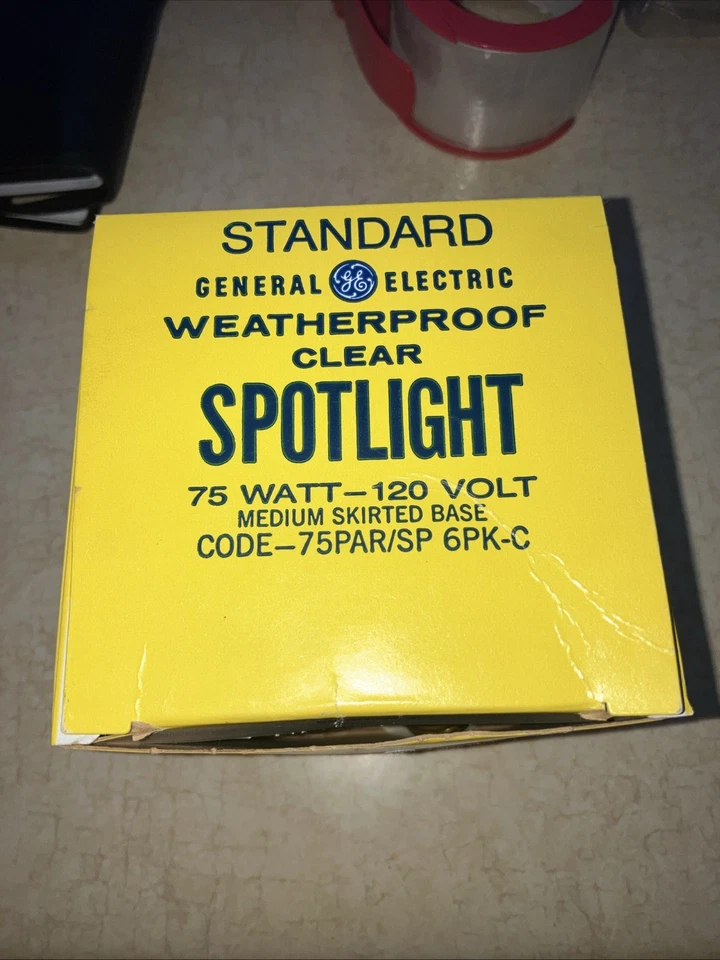 STANDARD
GENERAL GE ELECTRIC
WEATHERPROOF
CLEAR
SPOTLIGHT
75 WATT–120 VOLT
MEDIUM SKIRTED BASE
CODE–75PAR/SP 6PK-C